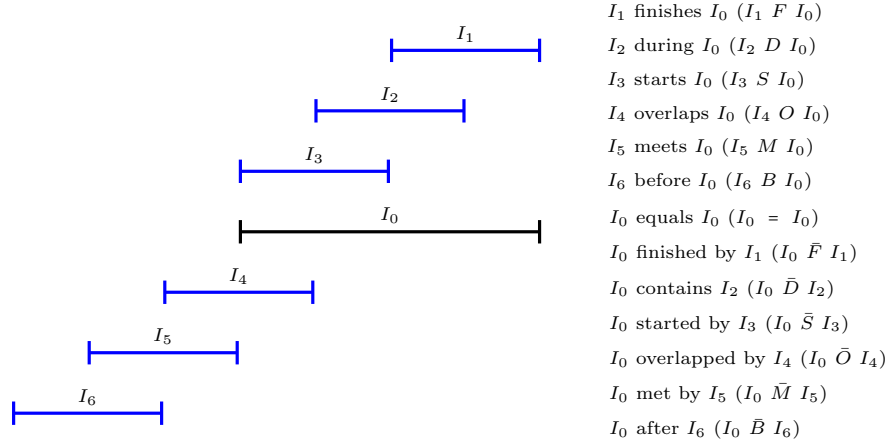 I₁
I₂
I₃
I₀
I₄
I₅
I₆
I₁ finishes I₀ (I₁ F I₀)
I₂ during I₀ (I₂ D I₀)
I₃ starts I₀ (I₃ S I₀)
I₄ overlaps I₀ (I₄ O I₀)
I₅ meets I₀ (I₅ M I₀)
I₆ before I₀ (I₆ B I₀)
I₀ equals I₀ (I₀ = I₀)
I₀ finished by I₁ (I₀ F̄ I₁)
I₀ contains I₂ (I₀ D̄ I₂)
I₀ started by I₃ (I₀ S̄ I₃)
I₀ overlapped by I₄ (I₀ Ō I₄)
I₀ met by I₅ (I₀ M̄ I₅)
I₀ after I₆ (I₀ B̄ I₆)